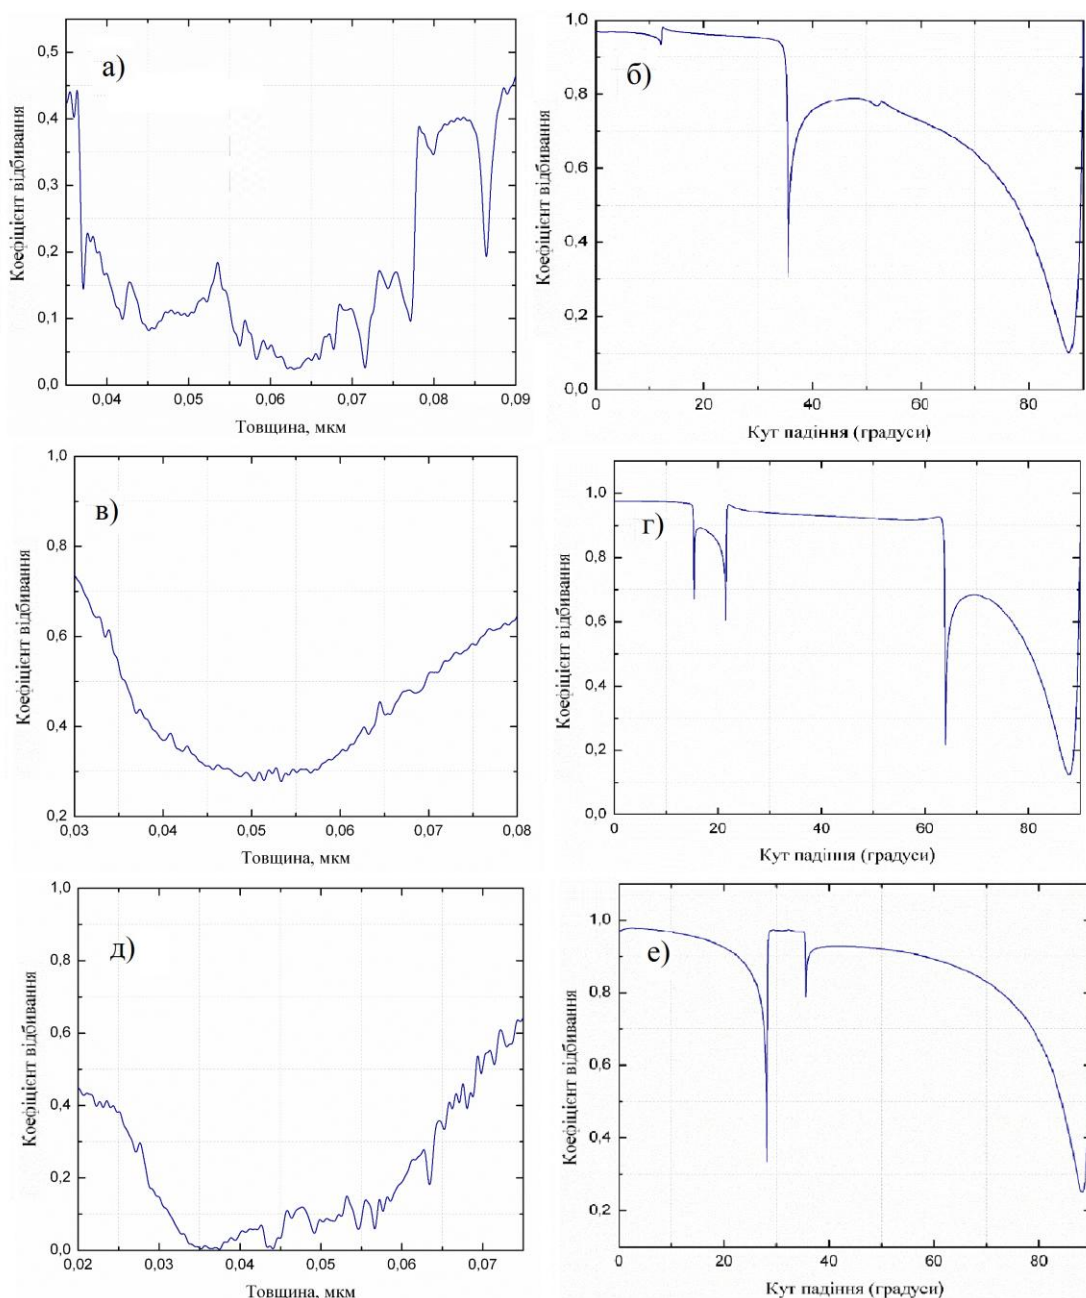 а)
Коефіцієнт відбивання
0,5
0,4
0,3
0,2
0,1
0,0
0,04 0,05 0,06 0,07 0,08 0,09
Товщина, мкм
б)
Коефіцієнт відбивання
1,0
0,8
0,6
0,4
0,2
0,0
0 20 40 60 80
Кут падіння (градуси)
в)
Коефіцієнт відбивання
1,0
0,8
0,6
0,4
0,2
0,03 0,04 0,05 0,06 0,07 0,08
Товщина, мкм
г)
Коефіцієнт відбивання
1,0
0,8
0,6
0,4
0,2
0,0
0 20 40 60 80
Кут падіння (градуси)
д)
Коефіцієнт відбивання
1,0
0,8
0,6
0,4
0,2
0,0
0,02 0,03 0,04 0,05 0,06 0,07
Товщина, мкм
е)
Коефіцієнт відбивання
1,0
0,8
0,6
0,4
0,2
0 20 40 60 80
Кут падіння (градуси)